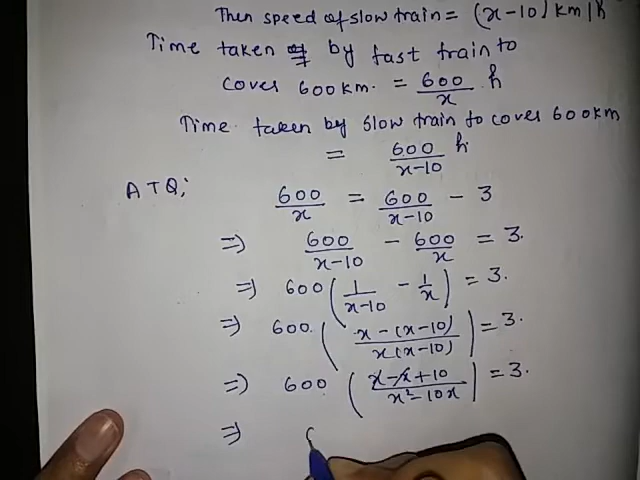 Then speed of slow train = (x-10) km/h
Time taken by fast train to
cover 600 km. = 600/x h
Time taken by slow train to cover 600km
= 600/x-10 h
ATQ;
600/x = 600/x-10 - 3
⇒ 600/x-10 - 600/x = 3.
⇒ 600 (1/x-10 - 1/x) = 3.
⇒ 600. (x-(x-10)/x(x-10)) = 3.
⇒ 600 (x-x+10/x²-10x) = 3.
⇒